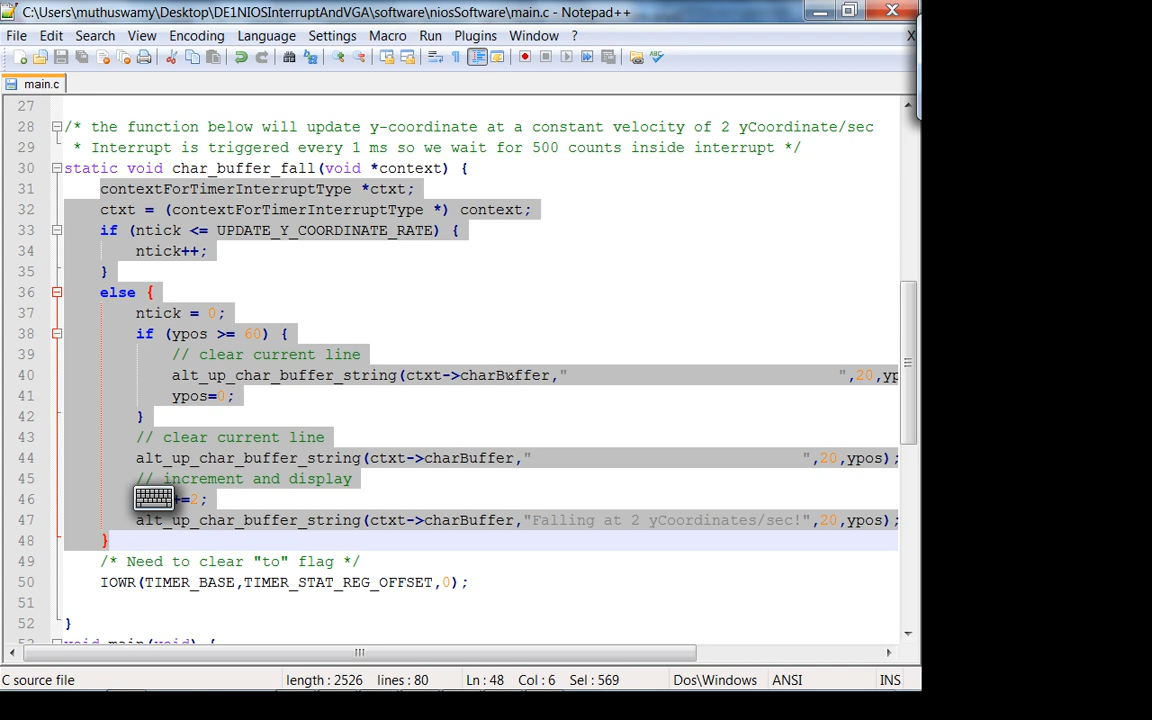 C:\Users\muthuswamy\Desktop\DE1NIOSInterruptAndVGA\software\niosSoftware\main.c - Notepad++
File Edit Search View Encoding Language Settings Macro Run Plugins Window ? X
main.c
27
28 /* the function below will update y-coordinate at a constant velocity of 2 yCoordinate/sec
29 * Interrupt is triggered every 1 ms so we wait for 500 counts inside interrupt */
30 static void char_buffer_fall(void *context) {
31 contextForTimerInterruptType *ctxt;
32 ctxt = (contextForTimerInterruptType *) context;
33 if (ntick <= UPDATE_Y_COORDINATE_RATE) {
34 ntick++;
35 }
36 else {
37 ntick = 0;
38 if (ypos >= 60) {
39 // clear current line
40 alt_up_char_buffer_string(ctxt->charBuffer," ",20,yp
41 ypos=0;
42 }
43 // clear current line
44 alt_up_char_buffer_string(ctxt->charBuffer," ",20,ypos);
45 // increment and display
46 +=2;
47 alt_up_char_buffer_string(ctxt->charBuffer,"Falling at 2 yCoordinates/sec!",20,ypos);
48 }
49 /* Need to clear "to" flag */
50 IOWR(TIMER_BASE,TIMER_STAT_REG_OFFSET,0);
51
52 }
void main(void) {
C source file length : 2526 lines : 80 Ln : 48 Col : 6 Sel : 569 Dos\Windows ANSI INS